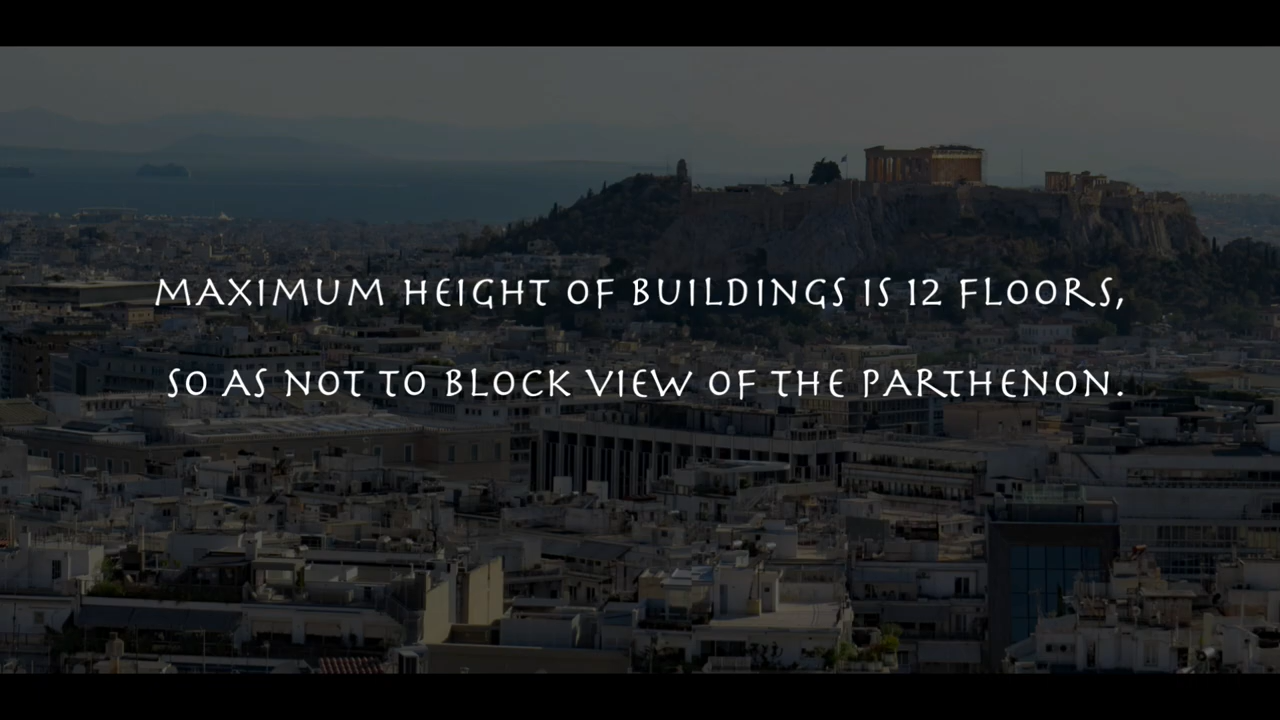 MAXIMUM HEIGHT OF BUILDINGS IS 12 FLOORS,
SO AS NOT TO BLOCK VIEW OF THE PARTHENON.